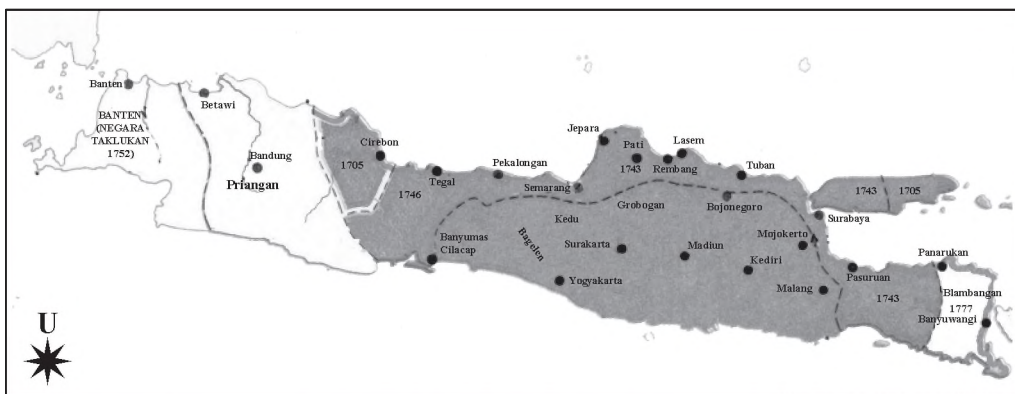 Banten
BANTEN
(NEGARA
TAKLUKAN
1752)
Betawi
Bandung
Priangan
1705
Cirebon
1746
Tegal
Pekalongan
Semarang
Jepara
Pati
1743
Lasem
Rembang
Tuban
Grobogan
Bojonegoro
Kedu
Banyumas
Cilacap
Bagelen
Surakarta
Yogyakarta
Madiun
Kediri
Mojokerto
Malang
1743
1705
Surabaya
Pasuruan
1743
Panarukan
Blambangan
1777
Banyuwangi
U